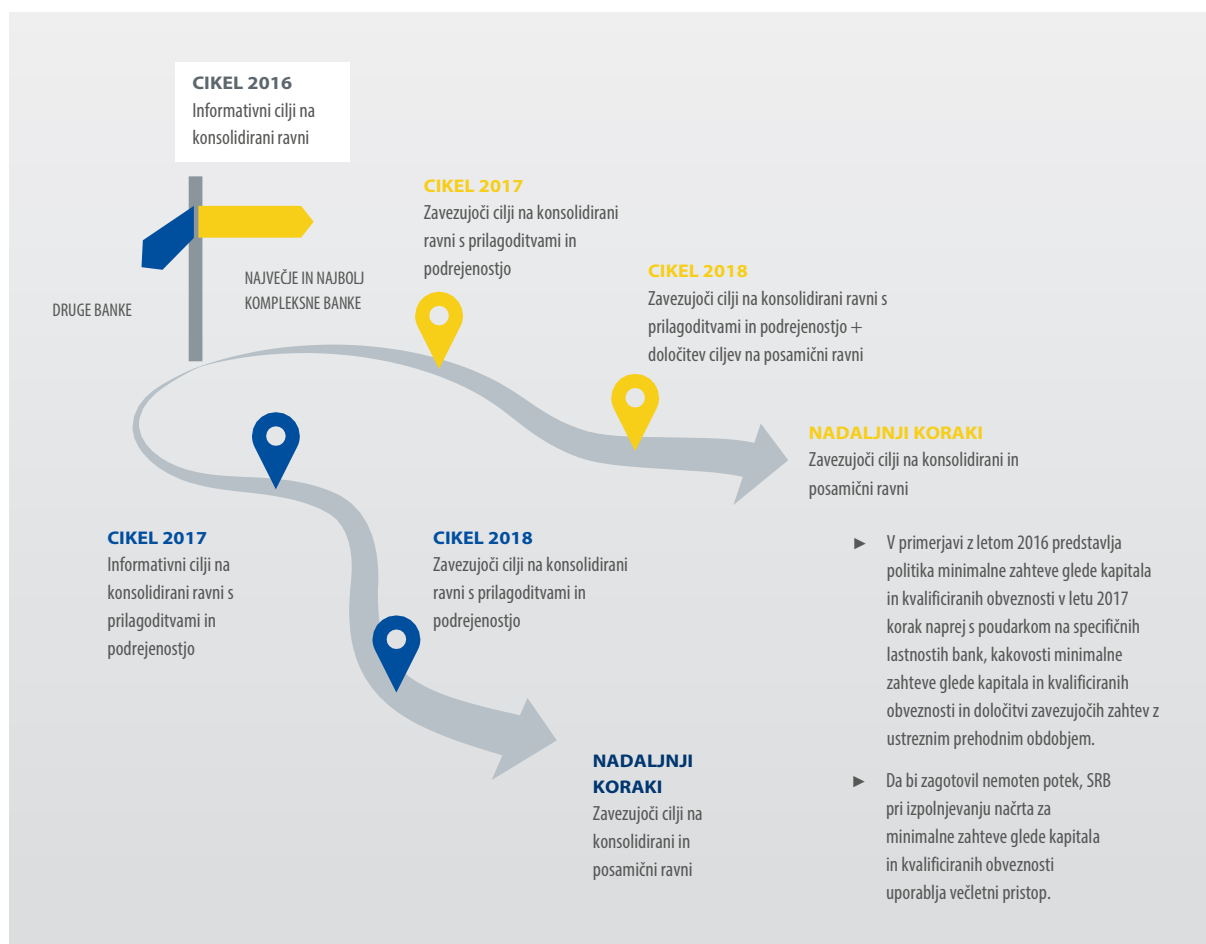 CIKEL 2016
Informativni cilji na
konsolidirani ravni
DRUGE BANKE
NAJVEČJE IN NAJBOLJ
KOMPLEKSNE BANKE
CIKEL 2017
Zavezujoči cilji na konsolidirani
ravni s prilagoditvami in
podrejenostjo
CIKEL 2018
Zavezujoči cilji na konsolidirani ravni s
prilagoditvami in podrejenostjo +
določitev ciljev na posamični ravni
NADALJNJI KORAKI
Zavezujoči cilji na konsolidirani in
posamični ravni
CIKEL 2017
Informativni cilji na
konsolidirani ravni s
prilagoditvami in
podrejenostjo
CIKEL 2018
Zavezujoči cilji na konsolidirani
ravni s prilagoditvami in
podrejenostjo
NADALJNJI
KORAKI
Zavezujoči cilji na
konsolidirani in
posamični ravni
► V primerjavi z letom 2016 predstavlja
politika minimalne zahteve glede kapitala
in kvalificiranih obveznosti v letu 2017
korak naprej s poudarkom na specifičnih
lastnostih bank, kakovosti minimalne
zahteve glede kapitala in kvalificiranih
obveznosti in določitvi zavezujočih zahtev z
ustreznim prehodnim obdobjem.
► Da bi zagotovil nemoten potek, SRB
pri izpolnjevanju načrta za
minimalne zahteve glede kapitala
in kvalificiranih obveznosti
uporablja večletni pristop.